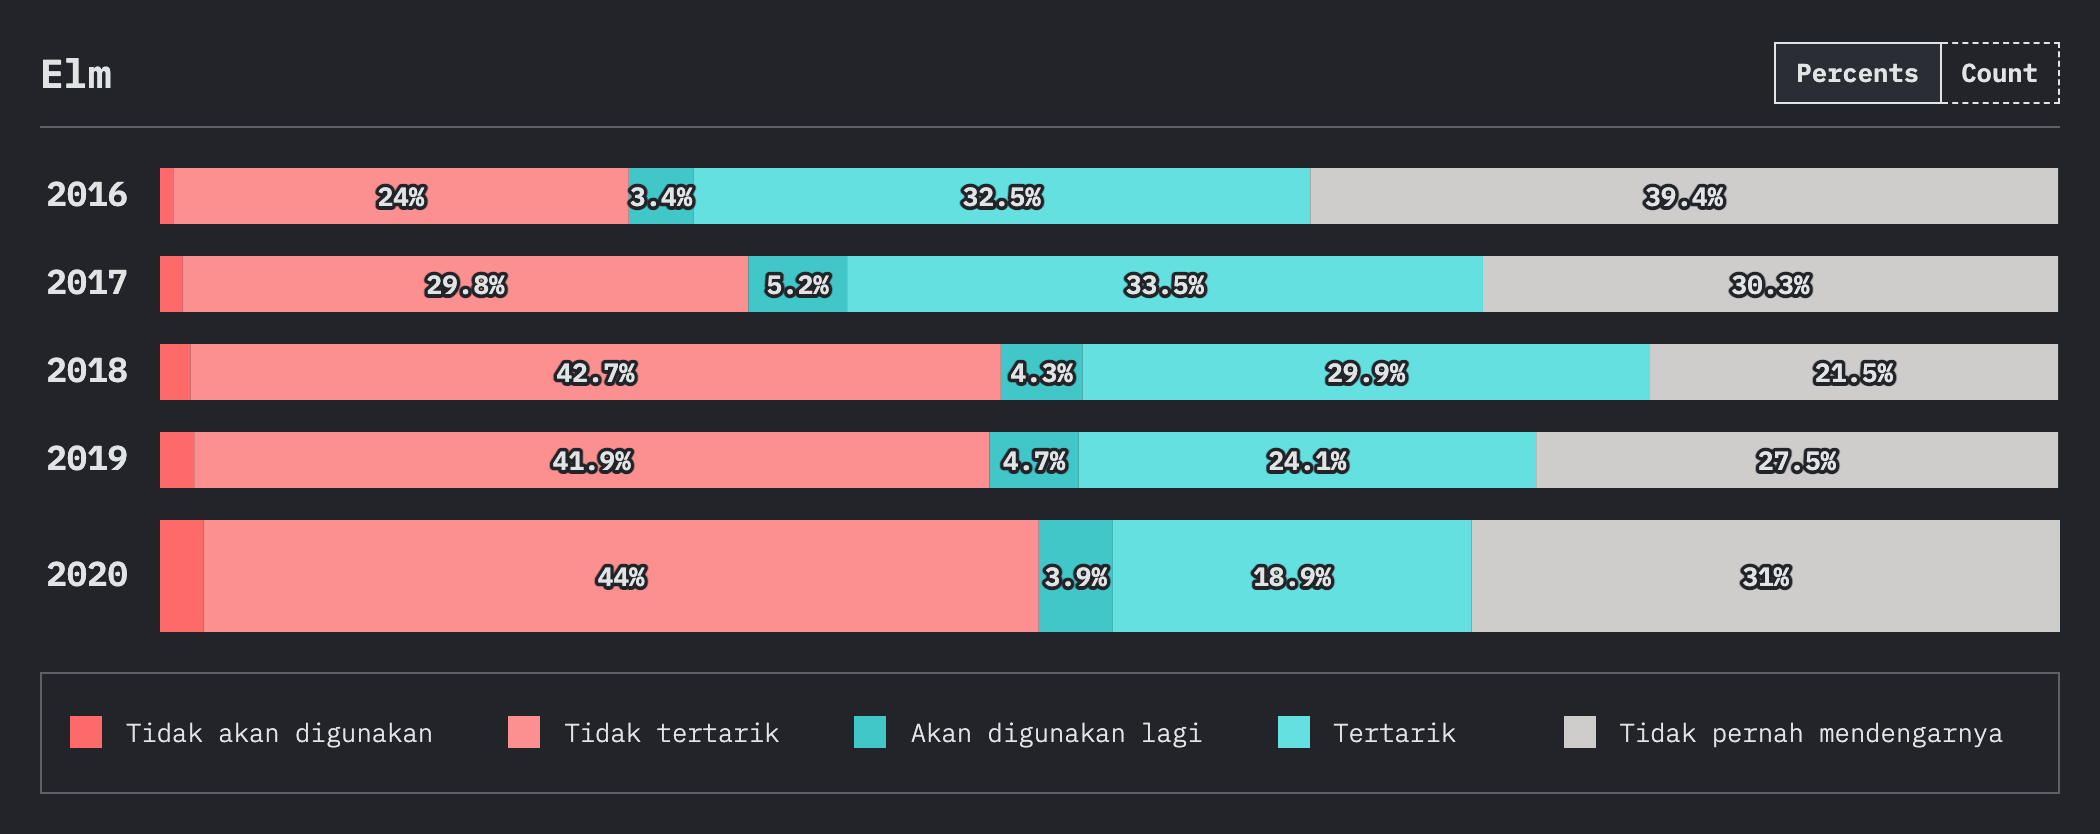 Elm
Percents Count
2016 24% 3.4% 32.5% 39.4%
2017 29.8% 5.2% 33.5% 30.3%
2018 42.7% 4.3% 29.9% 21.5%
2019 41.9% 4.7% 24.1% 27.5%
2020 44% 3.9% 18.9% 31%
Tidak akan digunakan Tidak tertarik Akan digunakan lagi Tertarik Tidak pernah mendengarnya